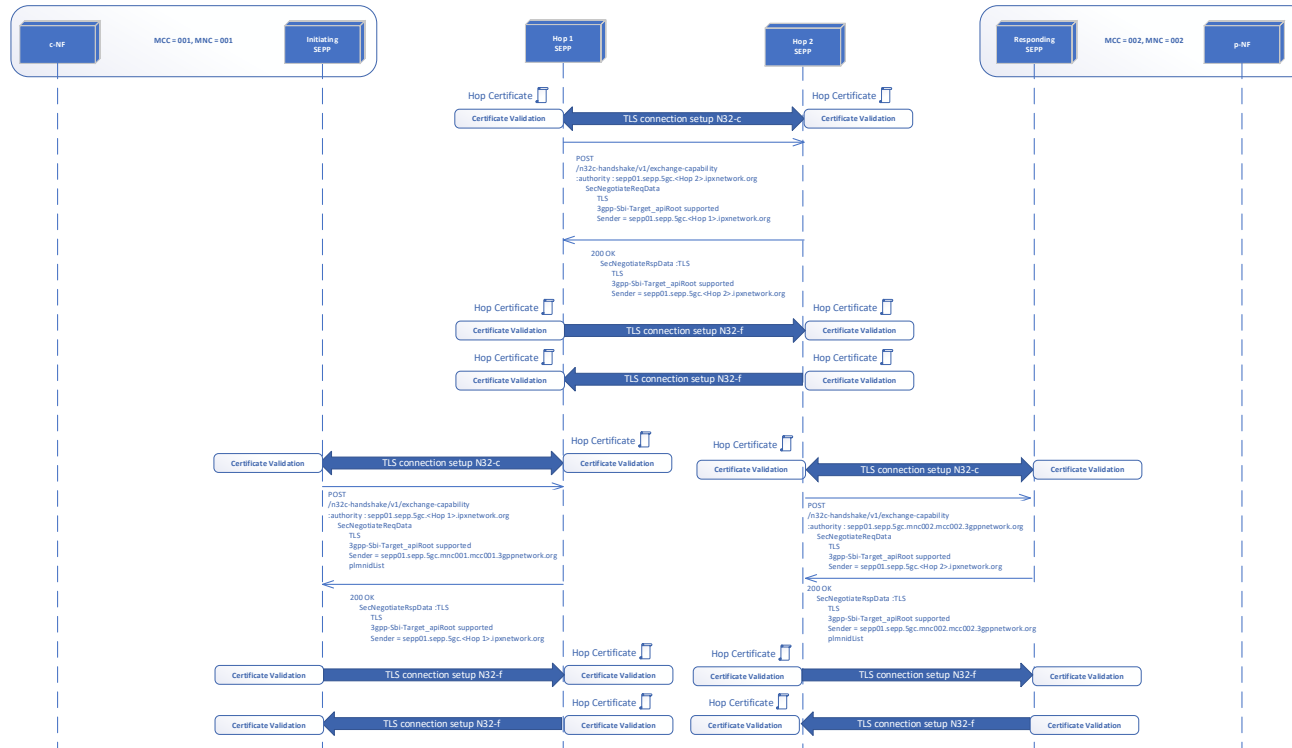 c-NF
MCC = 001, MNC = 001
Initiating
SEPP
Hop 1
SEPP
Hop 2
SEPP
Responding
SEPP
MCC = 002, MNC = 002
p-NF
Hop Certificate
Hop Certificate
Certificate Validation
TLS connection setup N32-c
Certificate Validation
POST
/n32c-handshake/v1/exchange-capability
:authority : sepp01.sepp.5gc.<Hop 2>.ipxnetwork.org
SecNegotiateReqData
TLS
3gpp-Sbi-Target_apiRoot supported
Sender = sepp01.sepp.5gc.<Hop 1>.ipxnetwork.org
200 OK
SecNegotiateRspData :TLS
TLS
3gpp-Sbi-Target_apiRoot supported
Sender = sepp01.sepp.5gc.<Hop 2>.ipxnetwork.org
Hop Certificate
Hop Certificate
Certificate Validation
TLS connection setup N32-f
Certificate Validation
Hop Certificate
Hop Certificate
Certificate Validation
TLS connection setup N32-f
Certificate Validation
Hop Certificate
Certificate Validation
TLS connection setup N32-c
Certificate Validation
POST
/n32c-handshake/v1/exchange-capability
:authority : sepp01.sepp.5gc.<Hop 1>.ipxnetwork.org
SecNegotiateReqData
TLS
3gpp-Sbi-Target_apiRoot supported
Sender = sepp01.sepp.5gc.mnc001.mcc001.3gppnetwork.org
plmnidList
200 OK
SecNegotiateRspData :TLS
TLS
3gpp-Sbi-Target_apiRoot supported
Sender = sepp01.sepp.5gc.<Hop 1>.ipxnetwork.org
Hop Certificate
Certificate Validation
TLS connection setup N32-f
Certificate Validation
Hop Certificate
Certificate Validation
TLS connection setup N32-f
Certificate Validation
Hop Certificate
Certificate Validation
TLS connection setup N32-c
Certificate Validation
POST
/n32c-handshake/v1/exchange-capability
:authority : sepp01.sepp.5gc.mnc002.mcc002.3gppnetwork.org
SecNegotiateReqData
TLS
3gpp-Sbi-Target_apiRoot supported
Sender = sepp01.sepp.5gc.<Hop 2>.ipxnetwork.org
200 OK
SecNegotiateRspData :TLS
TLS
3gpp-Sbi-Target_apiRoot supported
Sender = sepp01.sepp.5gc.mnc002.mcc002.3gppnetwork.org
plmnidList
Hop Certificate
Certificate Validation
TLS connection setup N32-f
Certificate Validation
Hop Certificate
Certificate Validation
TLS connection setup N32-f
Certificate Validation